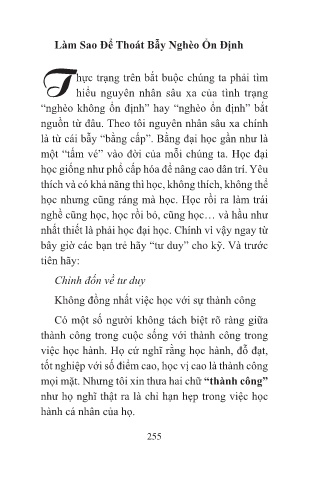 Làm Sao Để Thoát Bẫy Nghèo Ổn Định
Thực trạng trên bắt buộc chúng ta phải tìm
hiểu nguyên nhân sâu xa của tình trạng
“nghèo không ổn định” hay “nghèo ổn định” bắt
nguồn từ đâu. Theo tôi nguyên nhân sâu xa chính
là từ cái bẫy “bằng cấp”. Bằng đại học gần như là
một “tấm vé” vào đời của mỗi chúng ta. Học đại
học giống như phổ cấp hóa để nâng cao dân trí. Yêu
thích và có khả năng thì học, không thích, không thể
học nhưng cũng ráng mà học. Học rồi ra làm trái
nghề cũng học, học rồi bỏ, cũng học… và hầu như
nhất thiết là phải học đại học. Chính vì vậy ngay từ
bây giờ các bạn trẻ hãy “tư duy” cho kỹ. Và trước
tiên hãy:
Chỉnh đốn về tư duy
Không đồng nhất việc học với sự thành công
Có một số người không tách biệt rõ ràng giữa
thành công trong cuộc sống với thành công trong
việc học hành. Họ cứ nghĩ rằng học hành, đỗ đạt,
tốt nghiệp với số điểm cao, học vị cao là thành công
mọi mặt. Nhưng tôi xin thưa hai chữ “thành công”
như họ nghĩ thật ra là chỉ hạn hẹp trong việc học
hành cá nhân của họ.
255